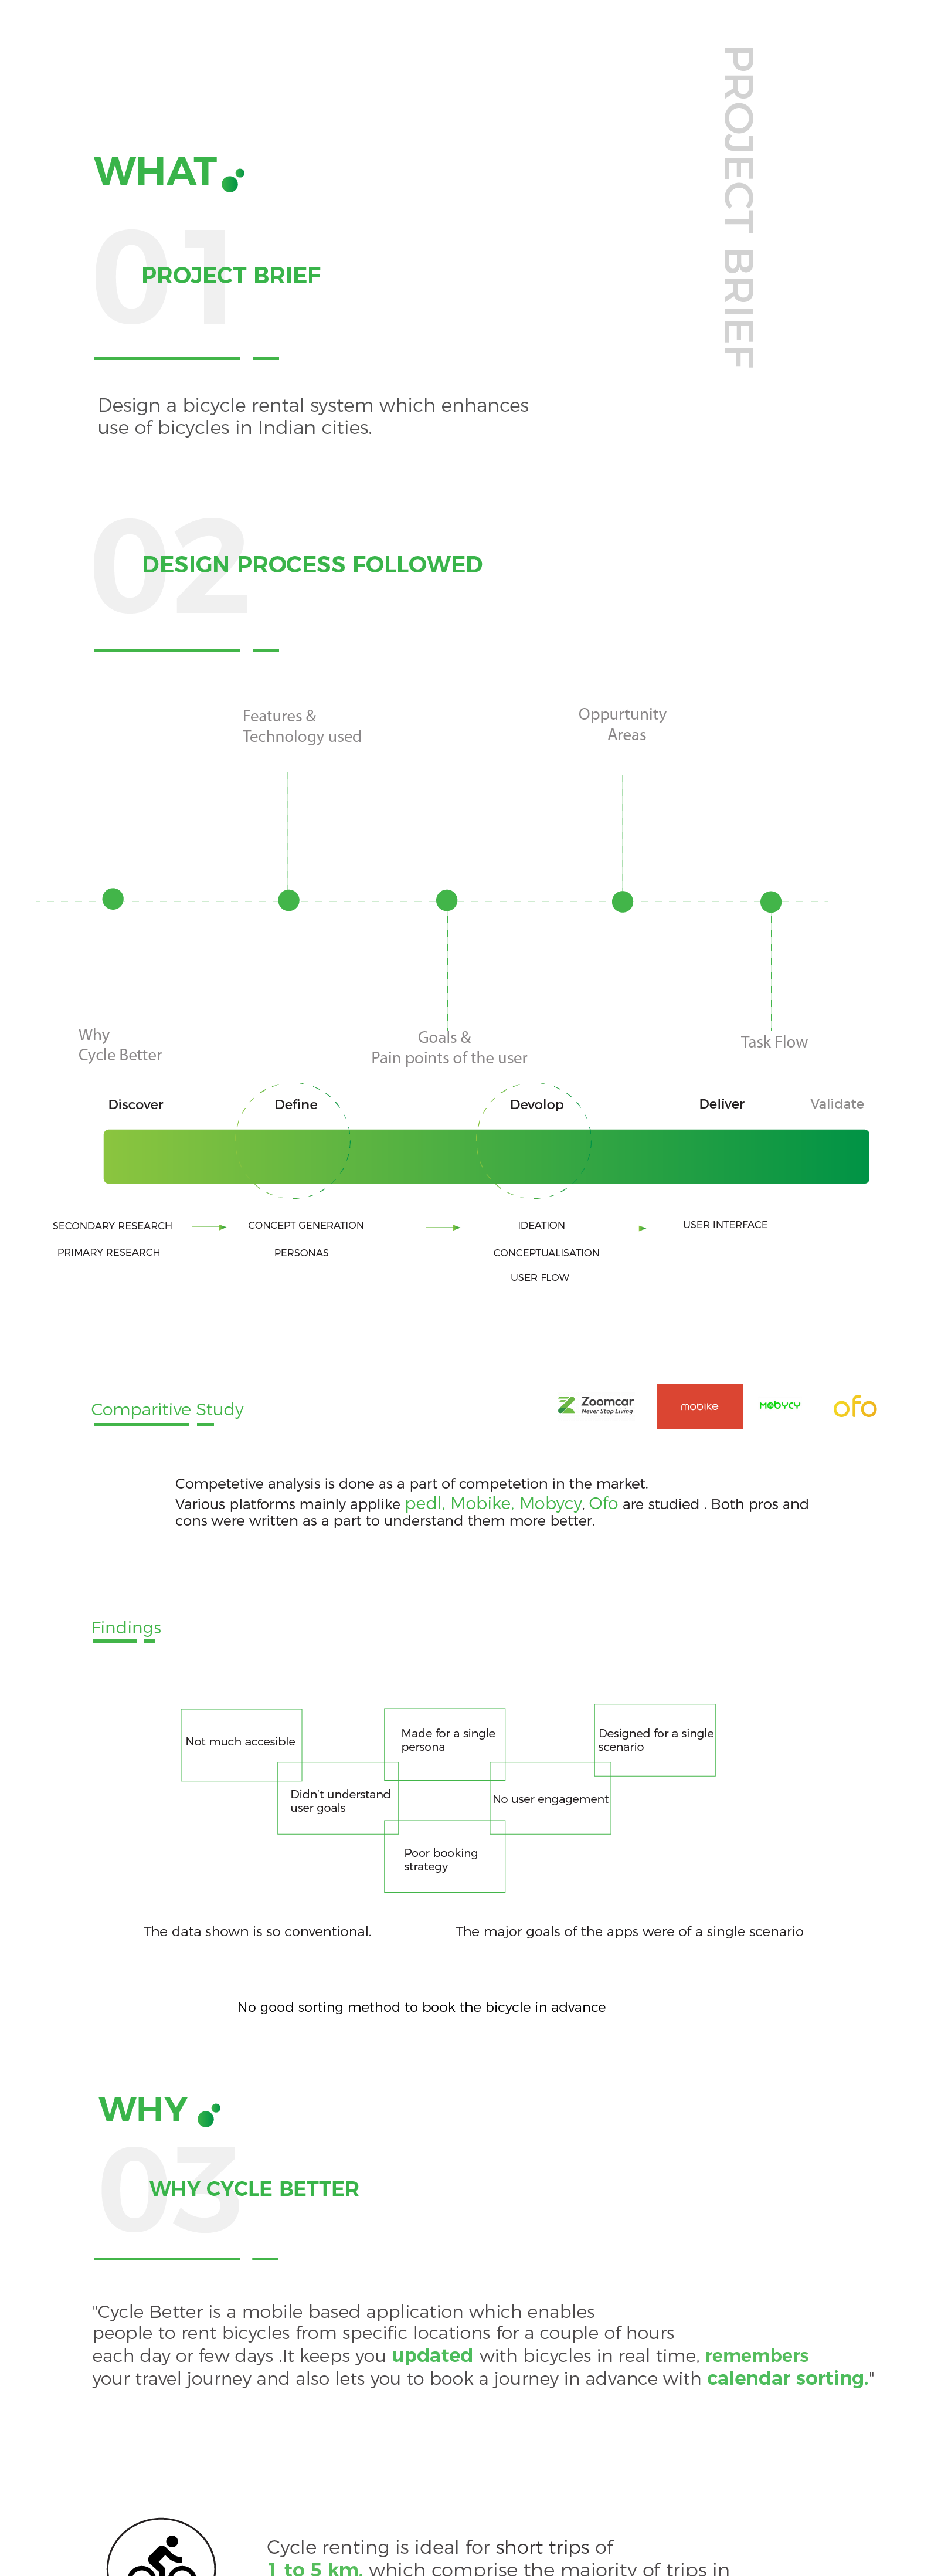 PROJECT BRIEF
WHAT
01
PROJECT BRIEF
Design a bicycle rental system which enhances
use of bicycles in Indian cities.
02
DESIGN PROCESS FOLLOWED
Features &
Technology used
Oppurtunity
Areas
Why
Cycle Better
Goals &
Pain points of the user
Task Flow
Discover
Define
Devolop
Deliver
Validate
SECONDARY RESEARCH
CONCEPT GENERATION
IDEATION
USER INTERFACE
PRIMARY RESEARCH
PERSONAS
CONCEPTUALISATION
USER FLOW
Comparitive Study
Zoomcar
Never Stop Living
mobike
MOBYCY
ofo
Competetive analysis is done as a part of competetion in the market.
Various platforms mainly applike pedl, Mobike, Mobycy, Ofo are studied . Both pros and
cons were written as a part to understand them more better.
Findings
Not much accesible
Made for a single
persona
Designed for a single
scenario
Didn't understand
user goals
No user engagement
Poor booking
strategy
The data shown is so conventional.
The major goals of the apps were of a single scenario
No good sorting method to book the bicycle in advance
WHY
03
WHY CYCLE BETTER
"Cycle Better is a mobile based application which enables
people to rent bicycles from specific locations for a couple of hours
each day or few days .It keeps you updated with bicycles in real time, remembers
your travel journey and also lets you to book a journey in advance with calendar sorting."
Cycle renting is ideal for short trips of
1 to 5 km, which comprise the majority of trips in